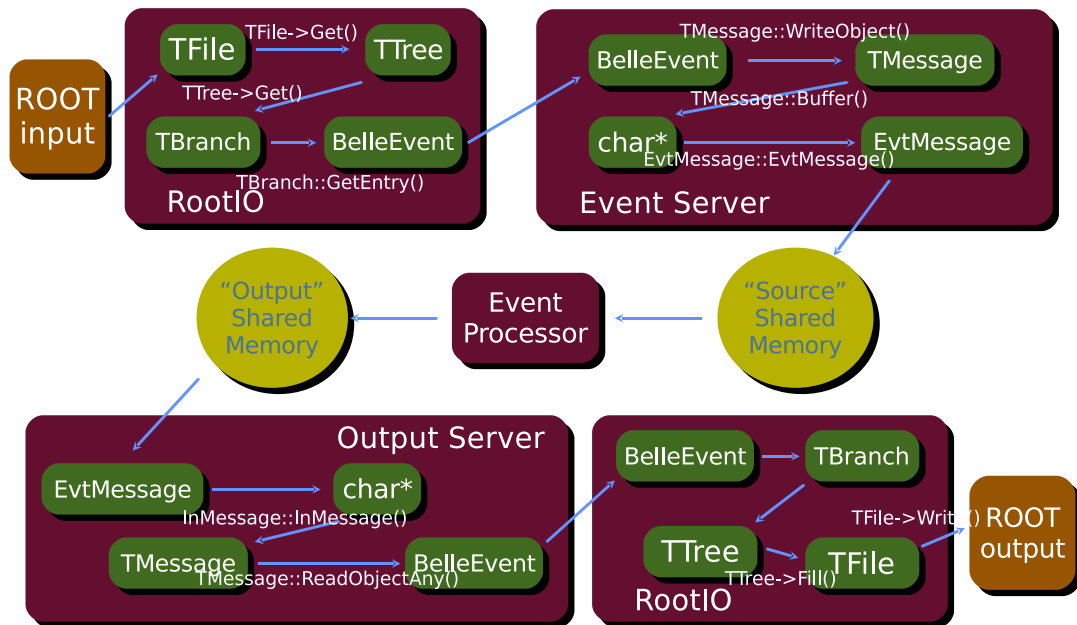 ROOT
input
TFile
TFile->Get()
TTree
TTree->Get()
TBranch
BelleEvent
TBranch::GetEntry()
RootIO
TMessage::WriteObject()
BelleEvent
TMessage
TMessage::Buffer()
char*
EvtMessage
EvtMessage::EvtMessage()
Event Server
“Output”
Shared
Memory
Event
Processor
“Source”
Shared
Memory
Output Server
EvtMessage
char*
InMessage::InMessage()
TMessage
BelleEvent
TMessage::ReadObjectAny()
BelleEvent
TBranch
TTree
TFile
TTree->Fill()
RootIO
TFile->Write()
ROOT
output